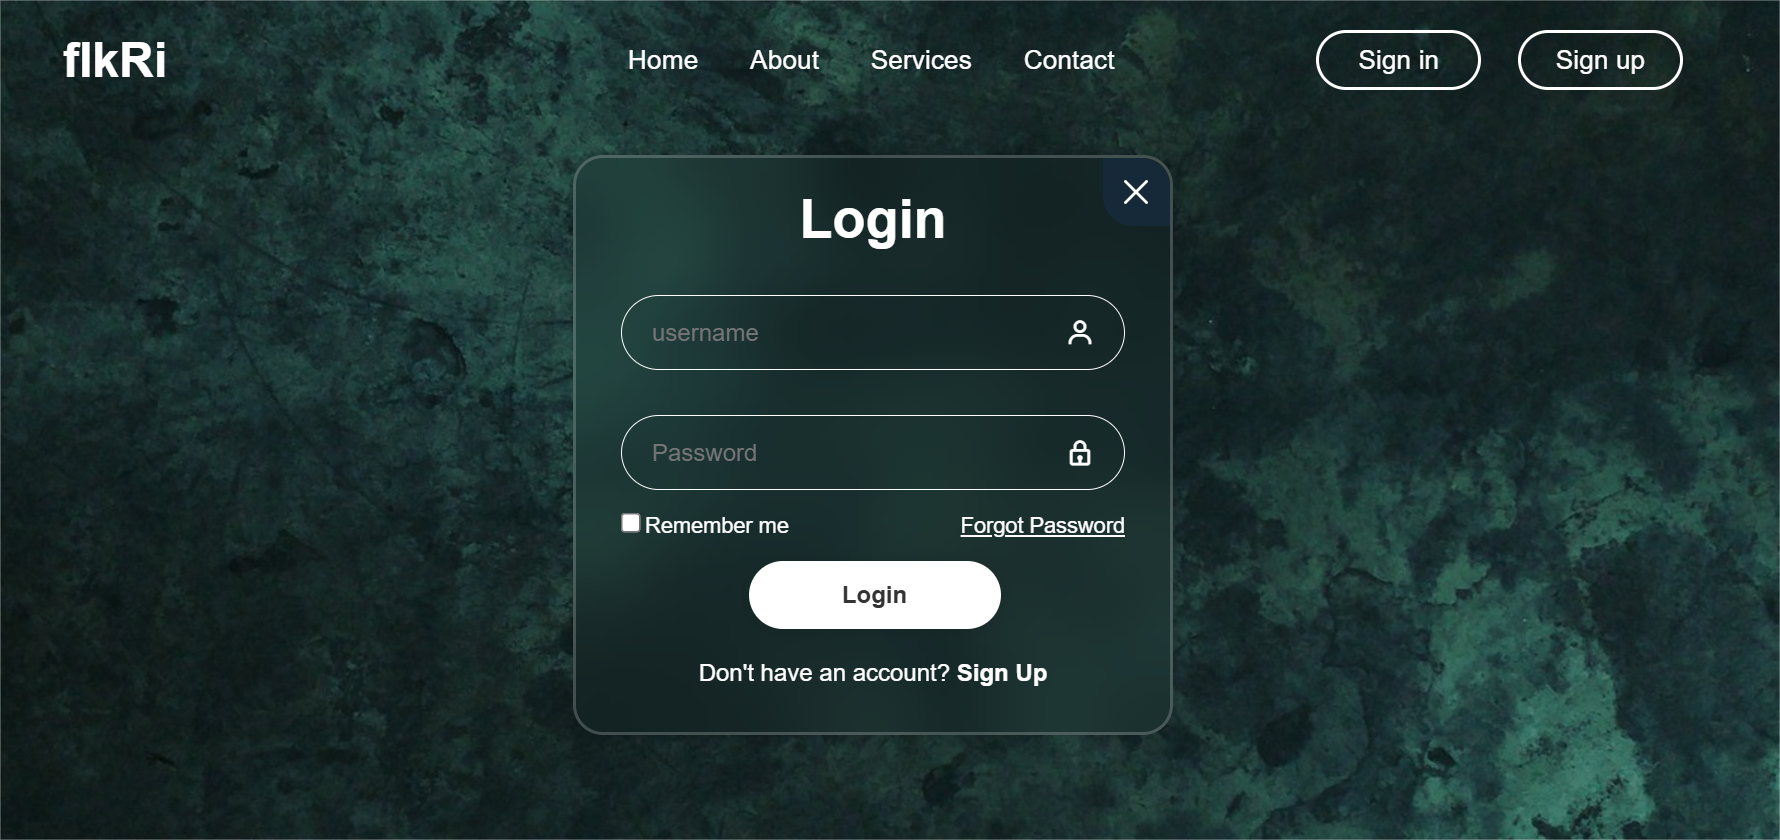 fIkRi
Home About Services Contact
Sign in Sign up
Login
username
Password
Remember me Forgot Password
Login
Don't have an account? Sign Up